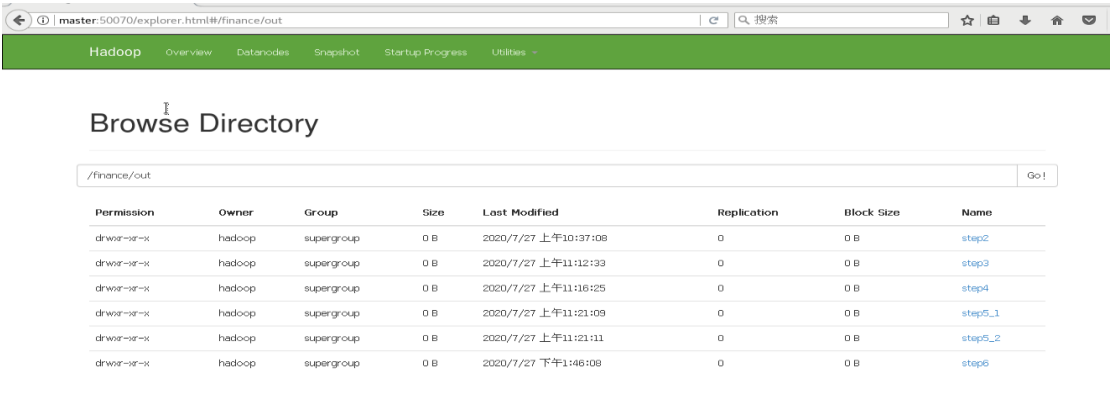 master:50070/explorer.html#/finance/out 搜索
Hadoop Overview Datanodes Snapshot Startup Progress Utilities
Browse Directory
/finance/out Go!
Permission Owner Group Size Last Modified Replication Block Size Name
drwxr-xr-x hadoop supergroup 0 B 2020/7/27 上午10:37:08 0 0 B step2
drwxr-xr-x hadoop supergroup 0 B 2020/7/27 上午11:12:33 0 0 B step3
drwxr-xr-x hadoop supergroup 0 B 2020/7/27 上午11:16:25 0 0 B step4
drwxr-xr-x hadoop supergroup 0 B 2020/7/27 上午11:21:09 0 0 B step5_1
drwxr-xr-x hadoop supergroup 0 B 2020/7/27 上午11:21:11 0 0 B step5_2
drwxr-xr-x hadoop supergroup 0 B 2020/7/27 下午1:46:08 0 0 B step6